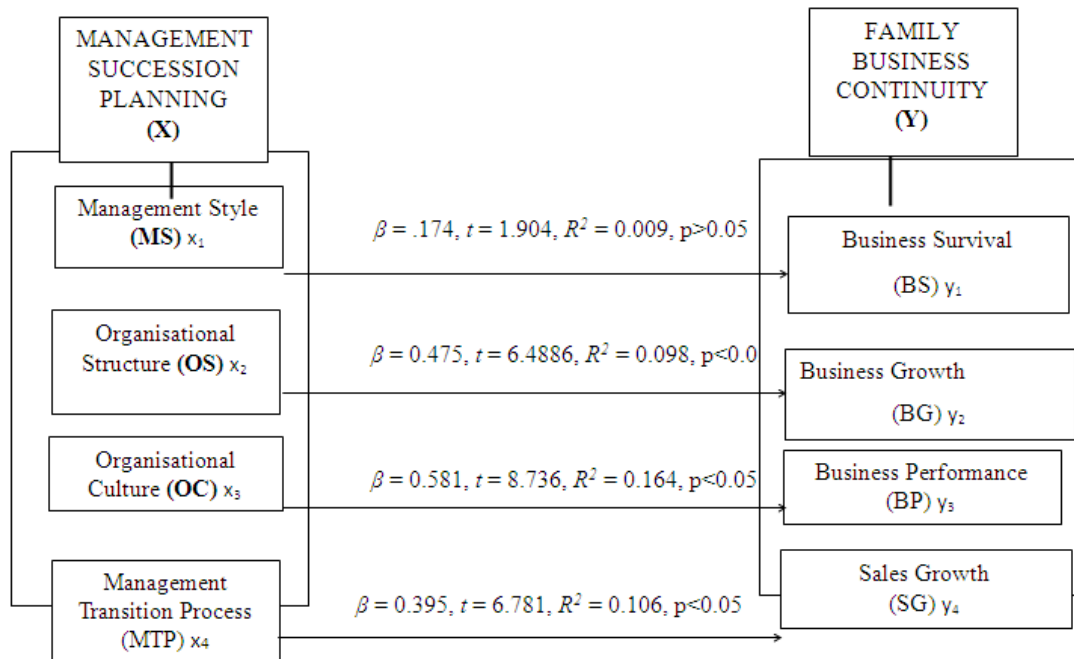 MANAGEMENT
SUCCESSION
PLANNING
(X)
Management Style
(MS) x₁
Organisational
Structure (OS) x₂
Organisational
Culture (OC) x₃
Management
Transition Process
(MTP) x₄
β = .174, t = 1.904, R² = 0.009, p>0.05
β = 0.475, t = 6.4886, R² = 0.098, p<0.0
β = 0.581, t = 8.736, R² = 0.164, p<0.05
β = 0.395, t = 6.781, R² = 0.106, p<0.05
FAMILY
BUSINESS
CONTINUITY
(Y)
Business Survival
(BS) y₁
Business Growth
(BG) y₂
Business Performance
(BP) y₃
Sales Growth
(SG) y₄